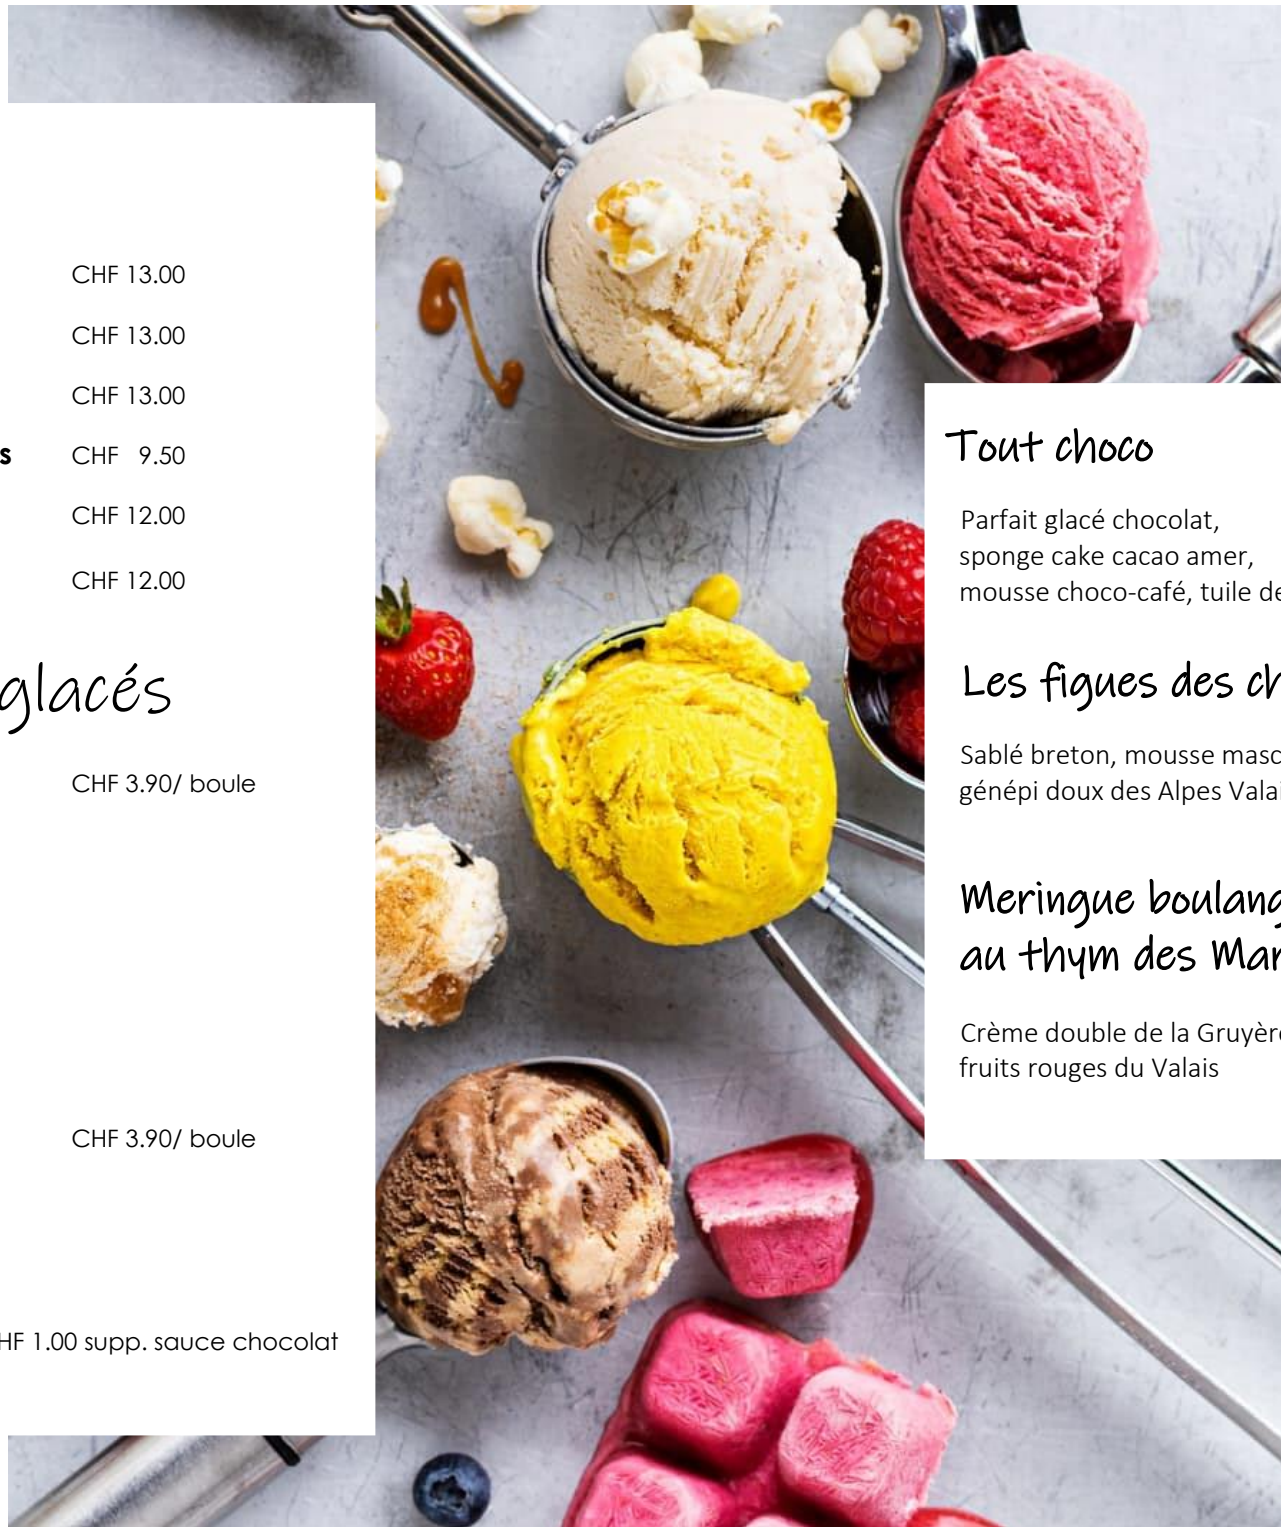 CHF 13.00
CHF 13.00
CHF 13.00
s CHF 9.50
CHF 12.00
CHF 12.00
glacés
CHF 3.90/ boule
CHF 3.90/ boule
HF 1.00 supp. sauce chocolat
Tout choco
Parfait glacé chocolat,
sponge cake cacao amer,
mousse choco-café, tuile de
Les figues des ch
Sablé breton, mousse masc
génépi doux des Alpes Valai
Meringue boulang
au thym des Mar
Crème double de la Gruyère
fruits rouges du Valais